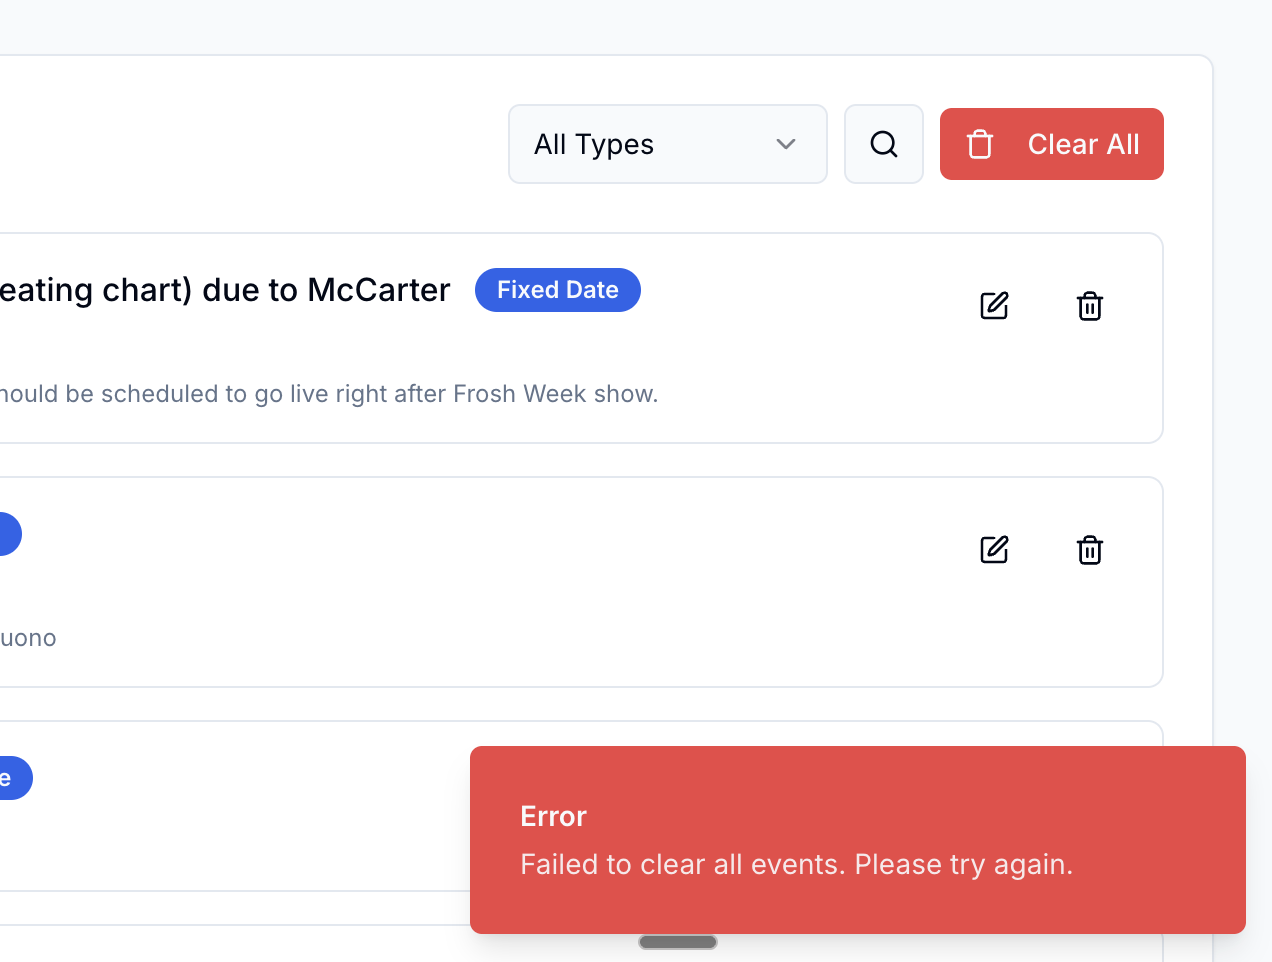 All Types
Clear All
eating chart) due to McCarter
Fixed Date
ould be scheduled to go live right after Frosh Week show.
uono
e
Error
Failed to clear all events. Please try again.